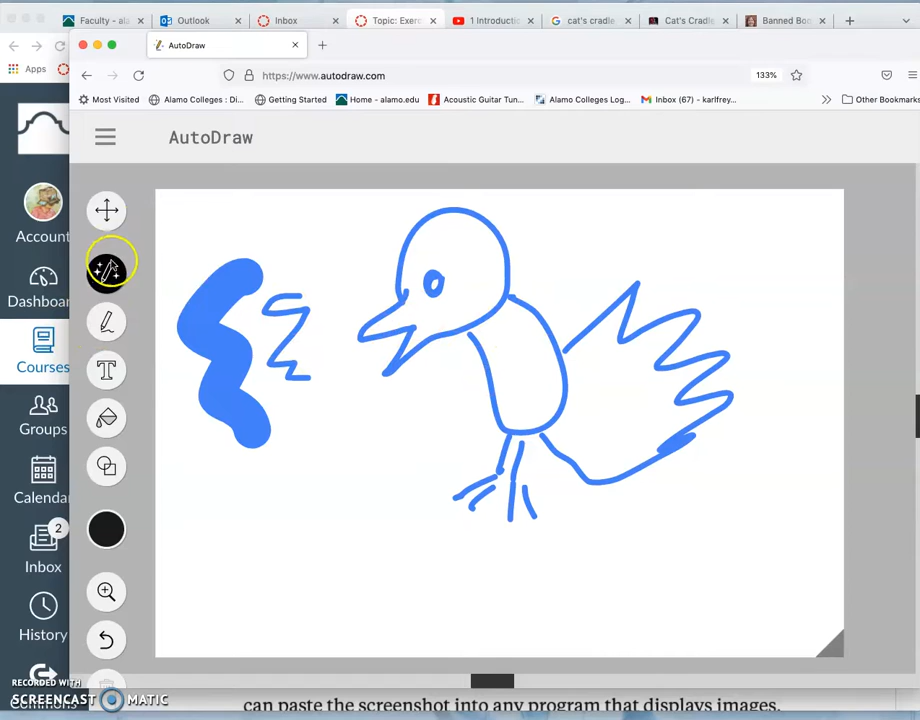 Faculty - ala
Outlook
Inbox
Topic: Exerc
1 Introducti
cat's cradle
Cat's Cradle
Banned Boo
AutoDraw
Apps
https://www.autodraw.com
133%
Most Visited
Alamo Colleges : Di...
Getting Started
Home - alamo.edu
Acoustic Guitar Tun...
Alamo Colleges Log...
Inbox (67) - karlfrey...
Other Bookmarks
AutoDraw
Account
Dashboar
Courses
Groups
Calendar
2
Inbox
History
Commons
T
RECORDED WITH
SCREENCAST MATIC
can paste the screenshot into any program that displays images.